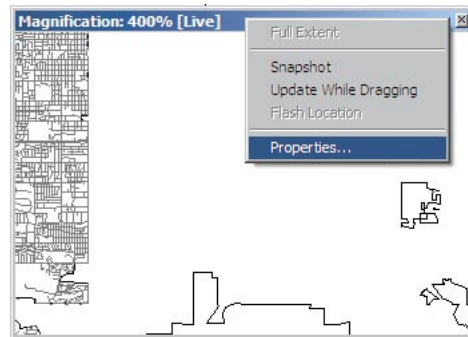 Magnification: 400% [Live]
Full Extent
Snapshot
Update While Dragging
Flash Location
Properties...